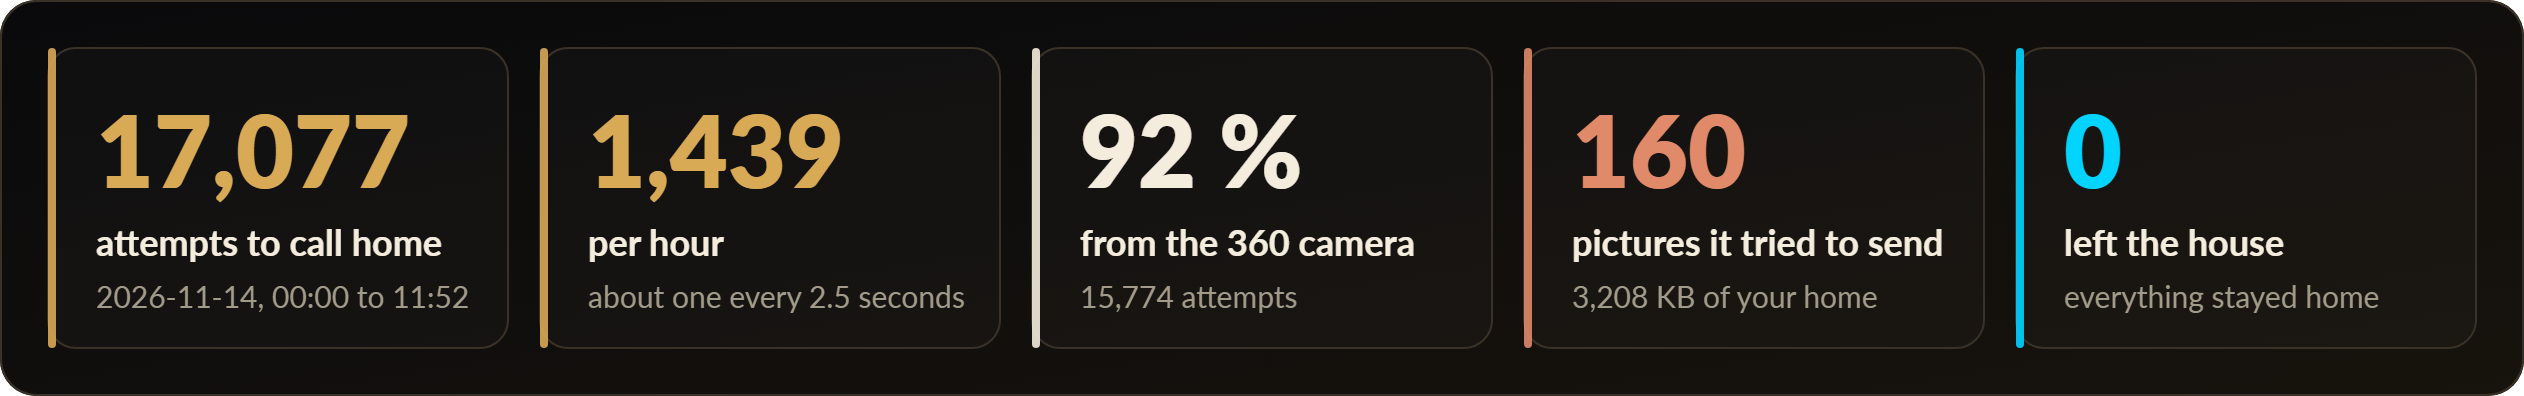 17,077
attempts to call home
2026-11-14, 00:00 to 11:52
1,439
per hour
about one every 2.5 seconds
92 %
from the 360 camera
15,774 attempts
160
pictures it tried to send
3,208 KB of your home
0
left the house
everything stayed home